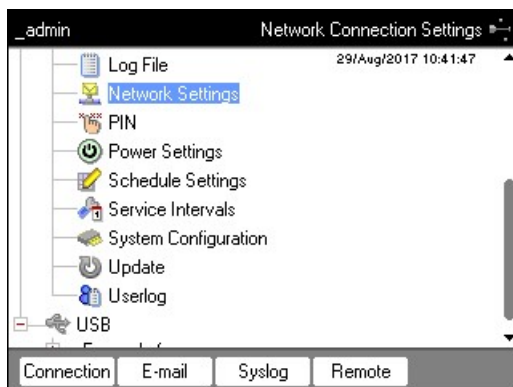 _admin Network Connection Settings
29/Aug/2017 10:41:47
Log File
Network Settings
PIN
Power Settings
Schedule Settings
Service Intervals
System Configuration
Update
Userlog
USB
Connection E-mail Syslog Remote